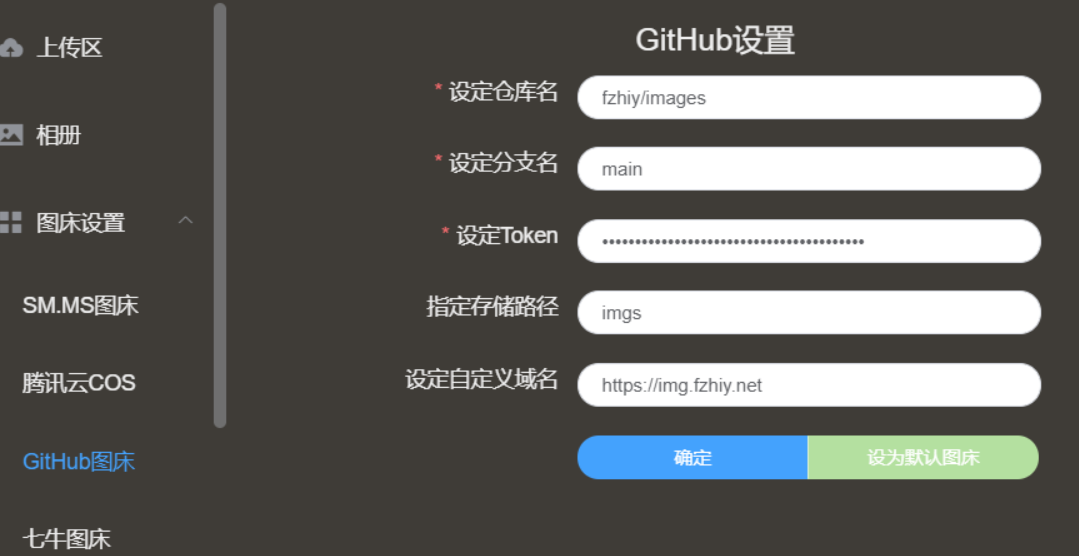 上传区
相册
图床设置
SM.MS图床
腾讯云COS
GitHub图床
七牛图床
GitHub设置
* 设定仓库名
fzhiy/images
* 设定分支名
main
* 设定Token
••••••••••••••••••••••••••••••••••••••••
指定存储路径
imgs
设定自定义域名
https://img.fzhiy.net
确定
设为默认图床